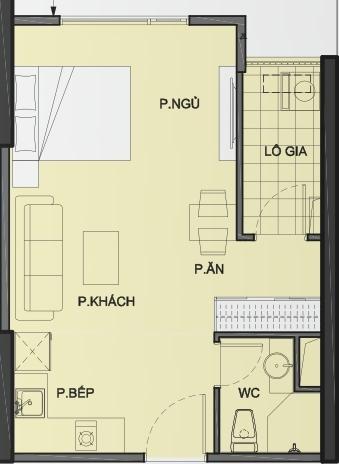 P.NGỦ
LÔ GIA
P.ĂN
P.KHÁCH
P.BẾP
WC